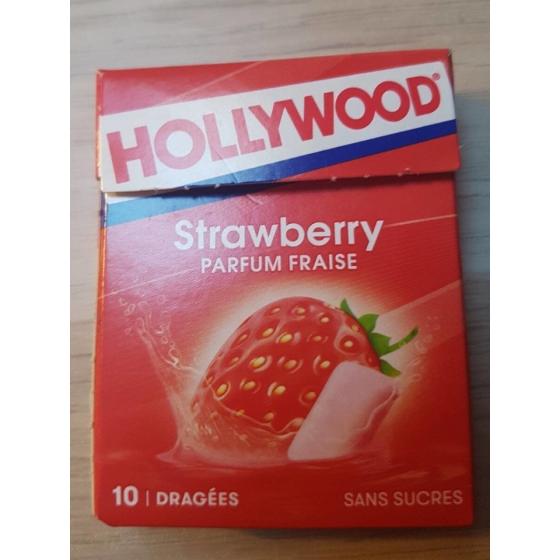 HOLLYWOOD®
Strawberry
PARFUM FRAISE
10 | DRAGÉES
SANS SUCRES